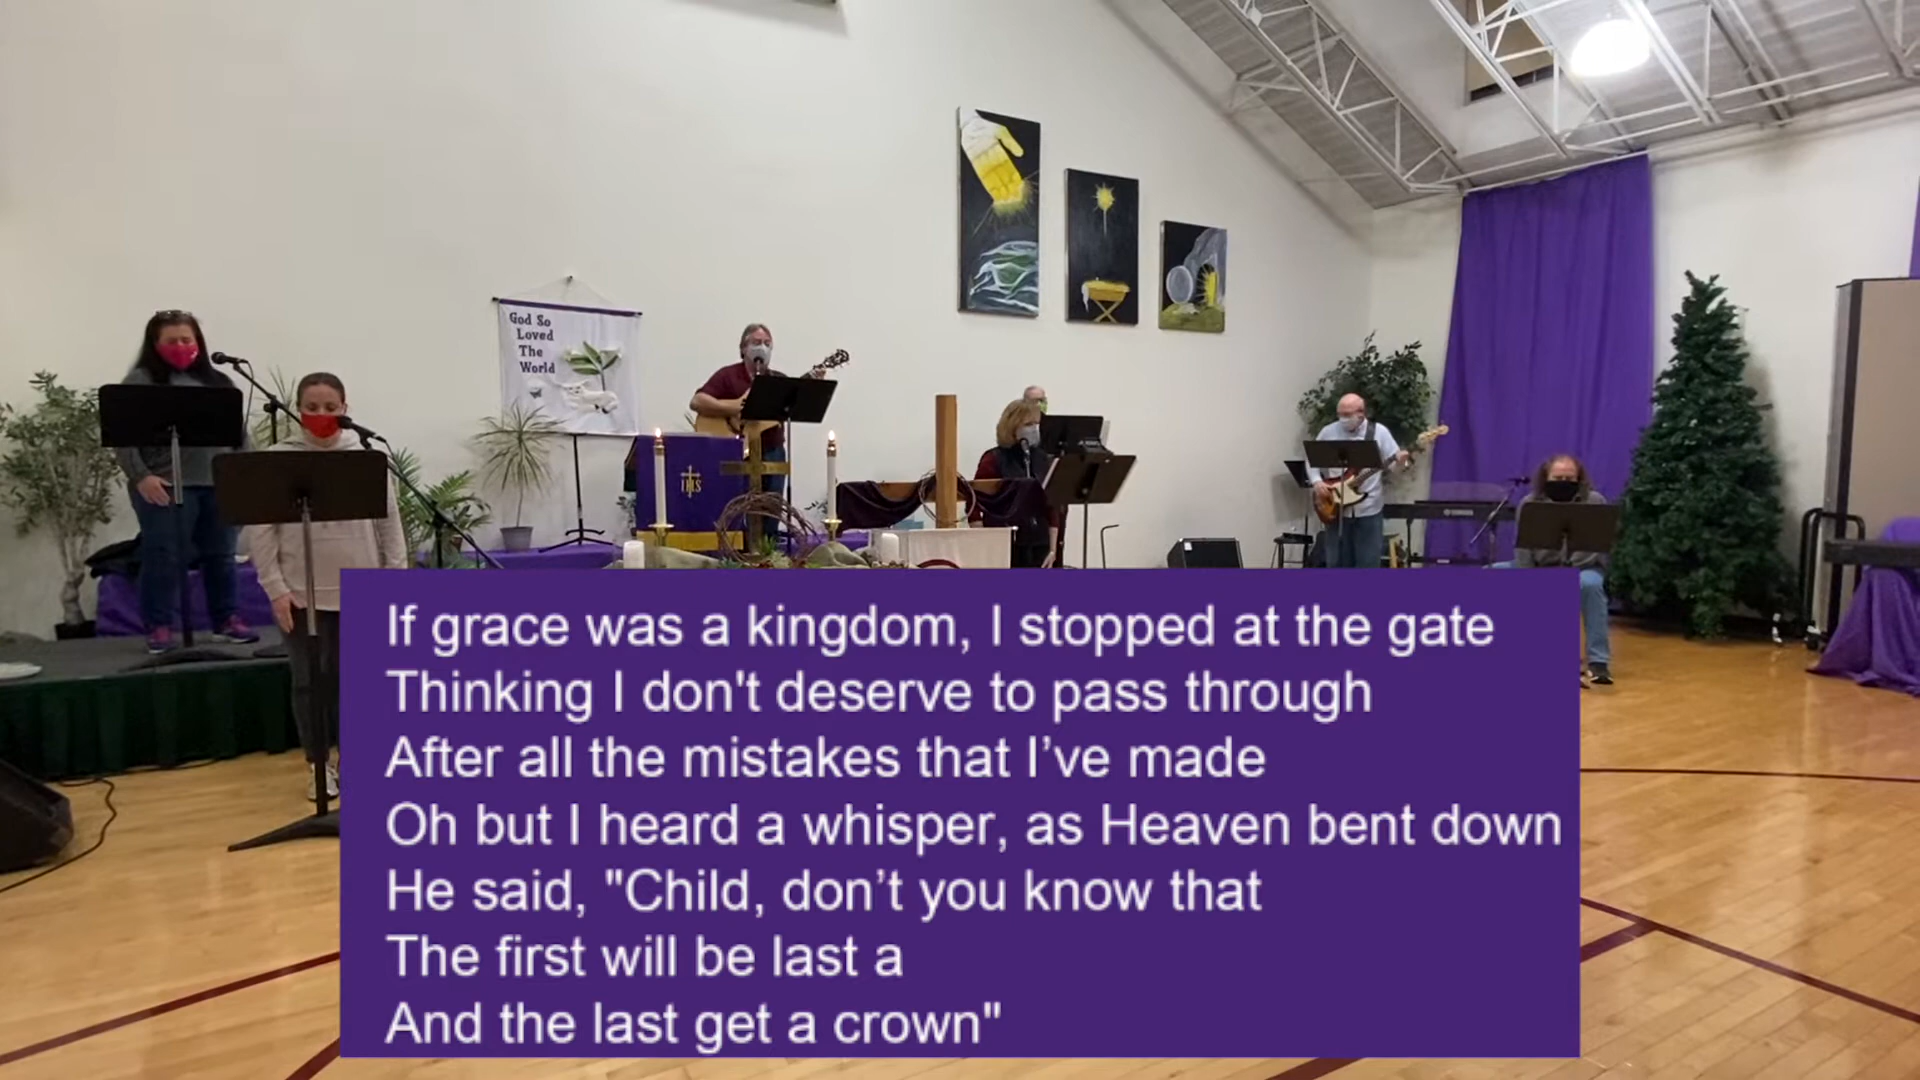 God So
Loved
The
World
IHS
If grace was a kingdom, I stopped at the gate
Thinking I don't deserve to pass through
After all the mistakes that I’ve made
Oh but I heard a whisper, as Heaven bent down
He said, "Child, don’t you know that
The first will be last a
And the last get a crown"